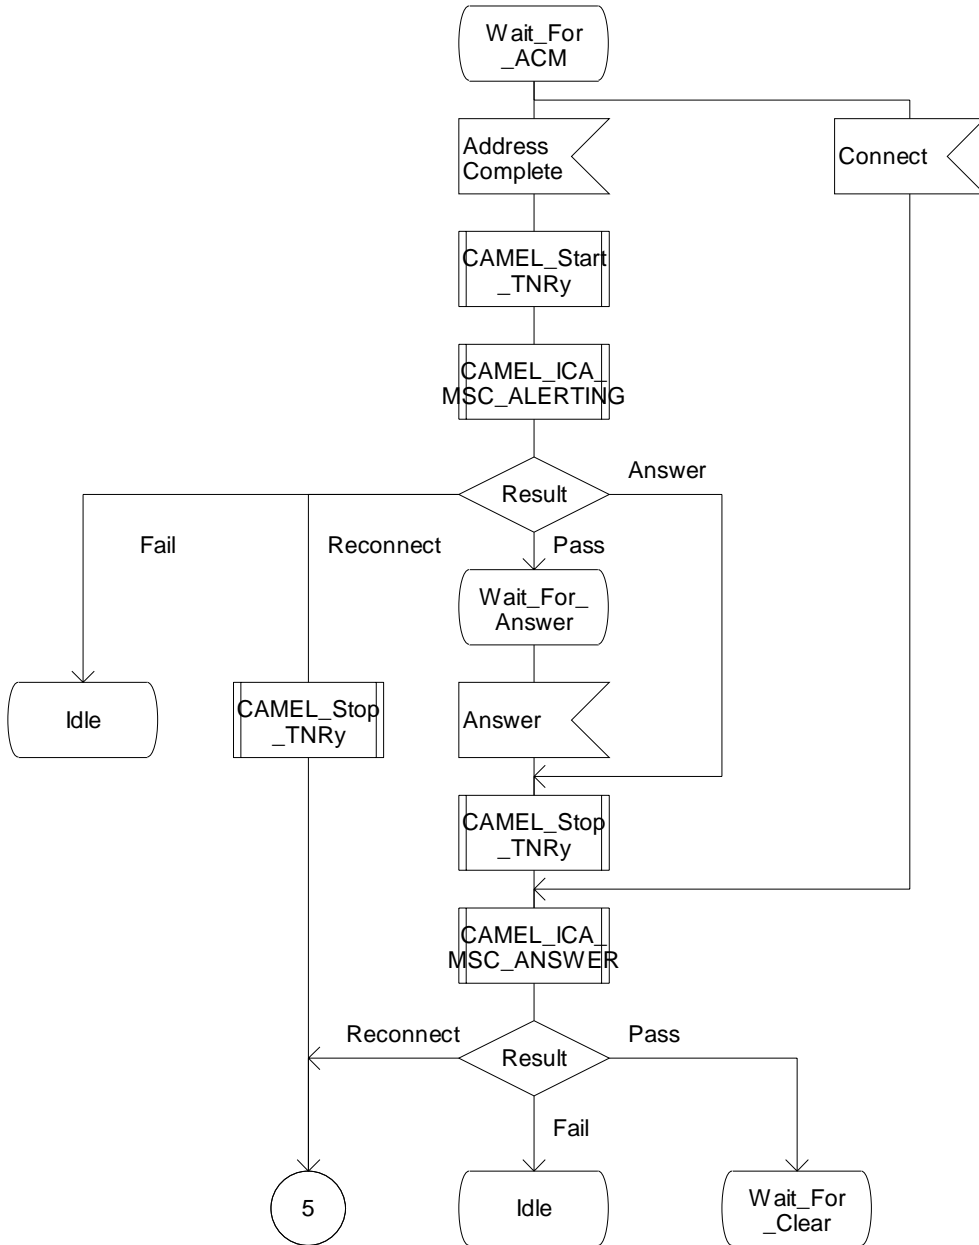 Wait_For
_ACM
Address
Complete
Connect
CAMEL_Start
_TNRy
CAMEL_ICA_
MSC_ALERTING
Answer
Result
Fail
Reconnect
Pass
Wait_For_
Answer
Idle
CAMEL_Stop
_TNRy
Answer
CAMEL_Stop
_TNRy
CAMEL_ICA_
MSC_ANSWER
Reconnect
Pass
Result
Fail
5
Idle
Wait_For
_Clear